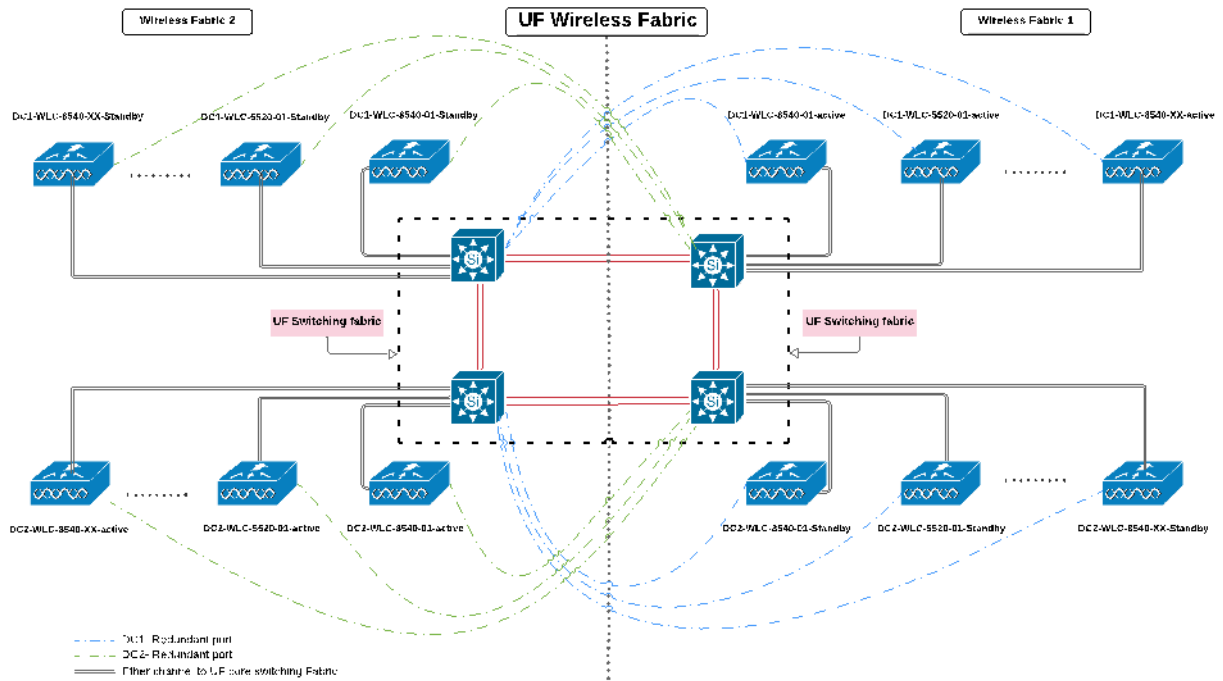 Wireless Fabric 2
UF Wireless Fabric
Wireless Fabric 1
DC1-WLC-8540-XX-Standby
DC1-WLC-5520-01-Standby
DC1-WLC-8540-01-Standby
DC1-WLC-8540-01-active
DC1-WLC-5520-01-active
DC1-WLC-8540-XX-active
Si
Si
UF Switching fabric
UF Switching fabric
Si
Si
DC2-WLC-8540-XX-active
DC2-WLC-5520-01-active
DC2-WLC-8540-01-active
DC2-WLC-8540-01-Standby
DC2-WLC-5520-01-Standby
DC2-WLC-8540-XX-Standby
DC1- Redundant port
DC2- Redundant port
Ether channel to UF core switching Fabric